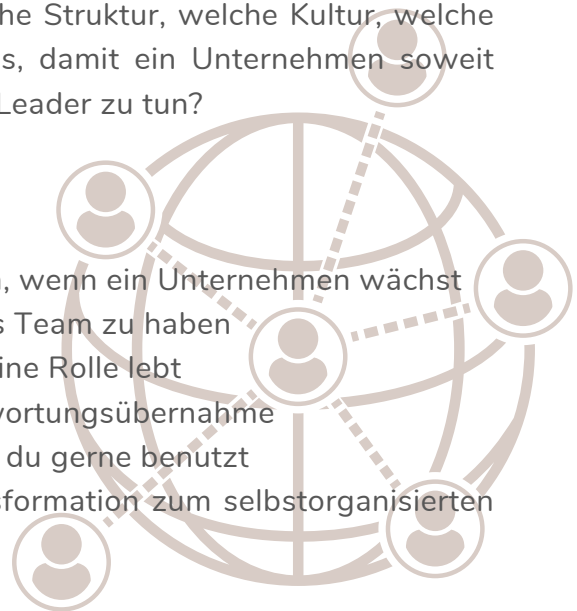 he Struktur, welche Kultur, welche
s, damit ein Unternehmen soweit
Leader zu tun?
, wenn ein Unternehmen wächst
s Team zu haben
ine Rolle lebt
vortungsübernahme
du gerne benutzt
sformation zum selbstorganisierten